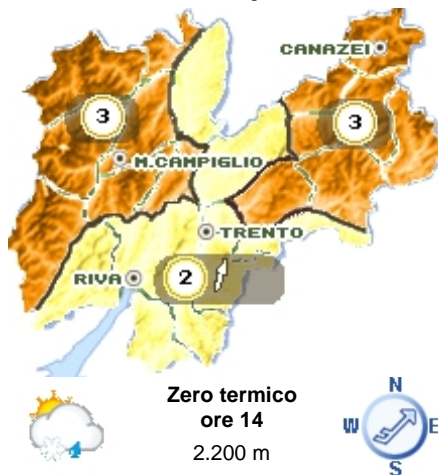 CANAZEI
3
3
M.CAMPIGLIO
TRENTO
RIVA
2
Zero termico
ore 14
2.200 m
N
W E
S